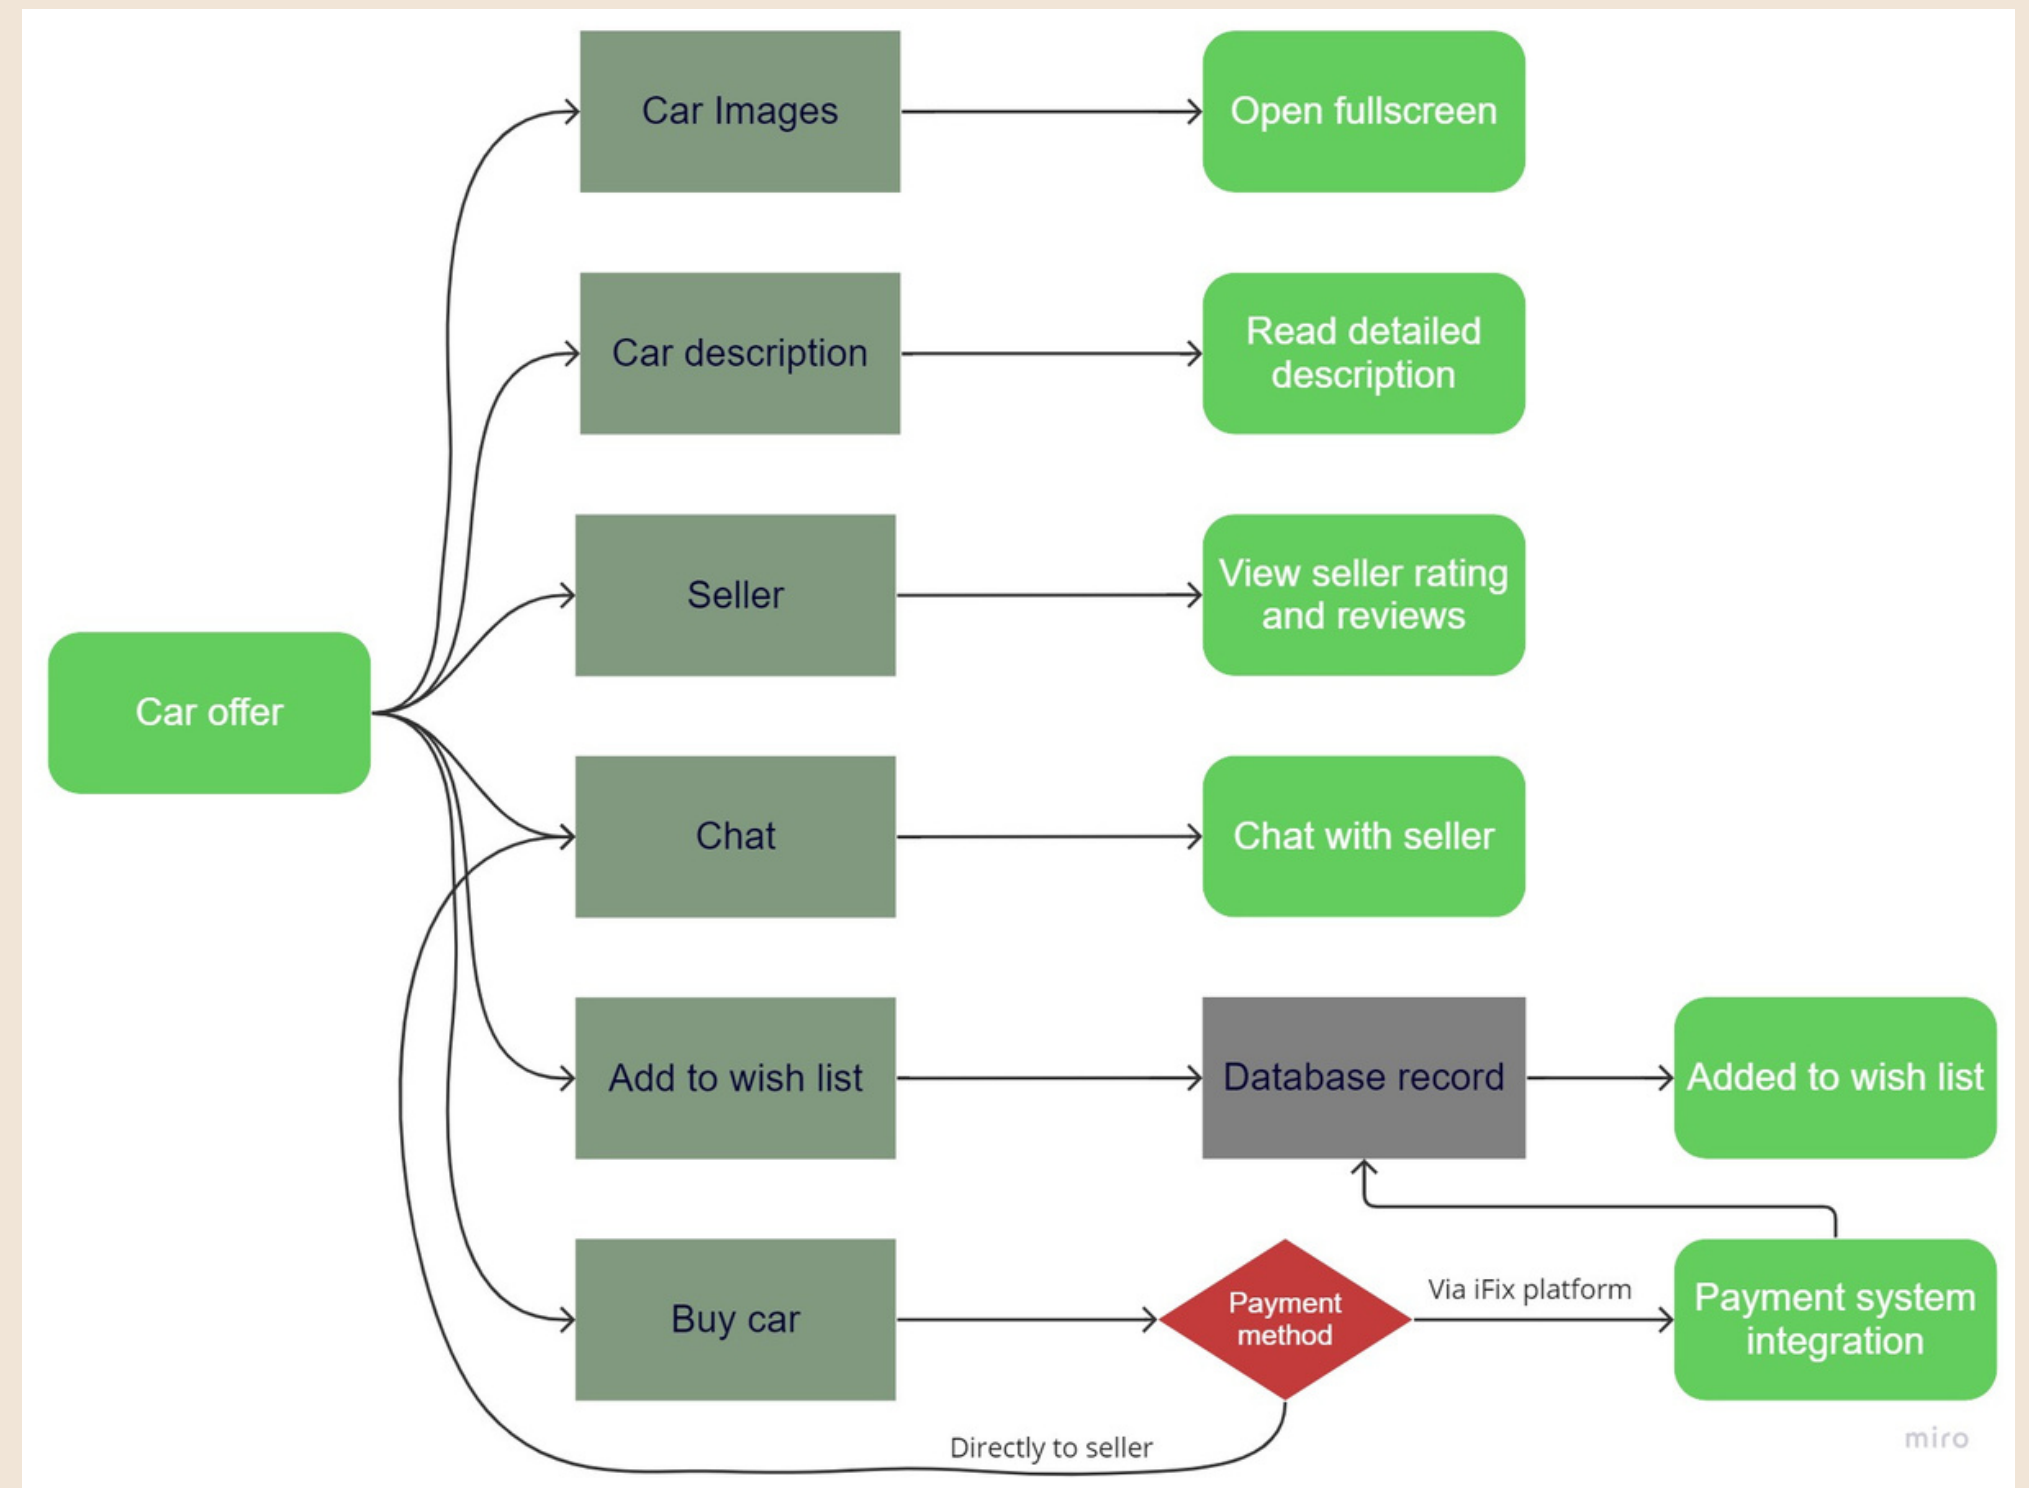 Car Images
Open fullscreen
Car description
Read detailed
description
Seller
View seller rating
and reviews
Car offer
Chat
Chat with seller
Add to wish list
Database record
Added to wish list
Buy car
Payment
method
Via iFix platform
Payment system
integration
Directly to seller
miro